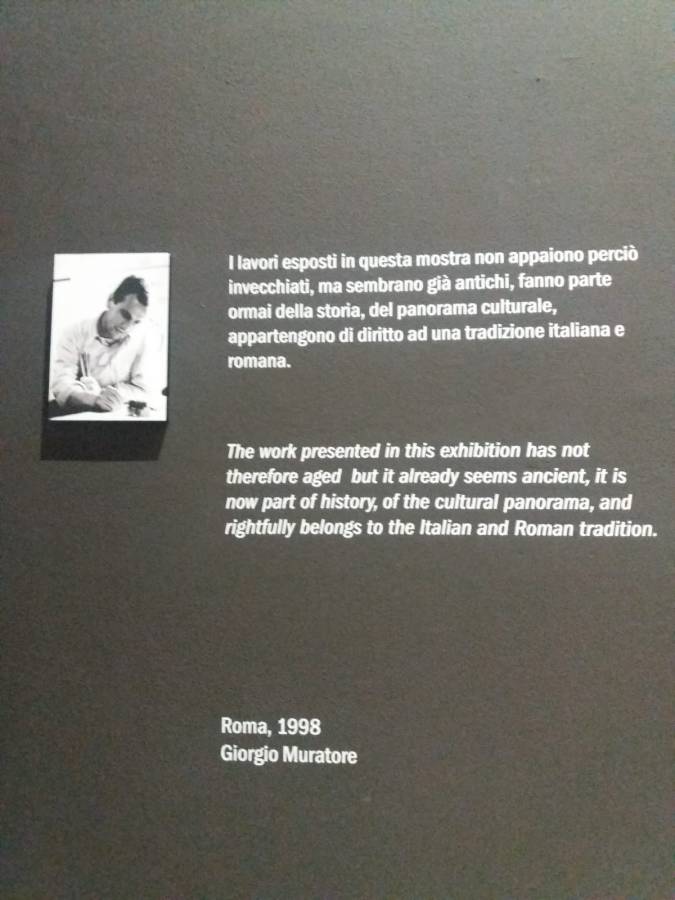 I lavori esposti in questa mostra non appaiono perciò
invecchiati, ma sembrano già antichi, fanno parte
ormai della storia, del panorama culturale,
appartengono di diritto ad una tradizione italiana e
romana.
The work presented in this exhibition has not
therefore aged  but it already seems ancient, it is
now part of history, of the cultural panorama, and
rightfully belongs to the Italian and Roman tradition.
Roma, 1998
Giorgio Muratore